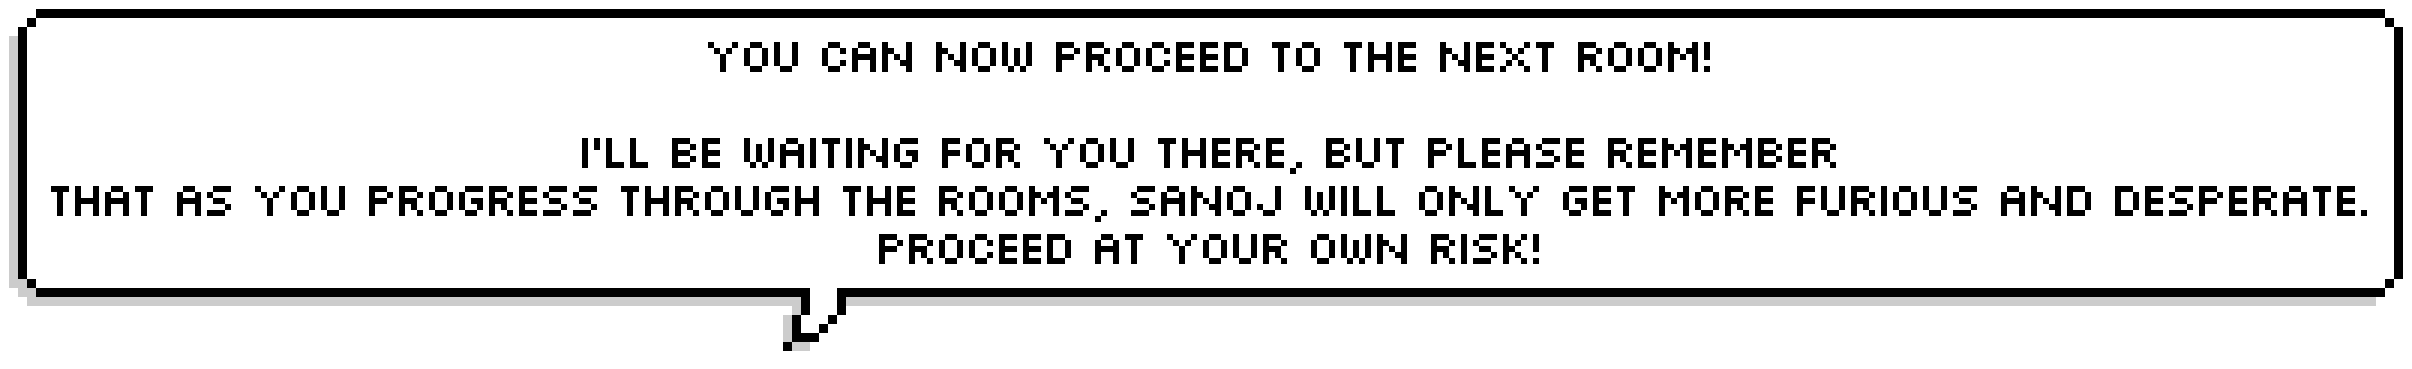 YOU CAN NOW PROCEED TO THE NEXT ROOM!
I'LL BE WAITING FOR YOU THERE, BUT PLEASE REMEMBER
THAT AS YOU PROGRESS THROUGH THE ROOMS, SANOJ WILL ONLY GET MORE FURIOUS AND DESPERATE.
PROCEED AT YOUR OWN RISK!